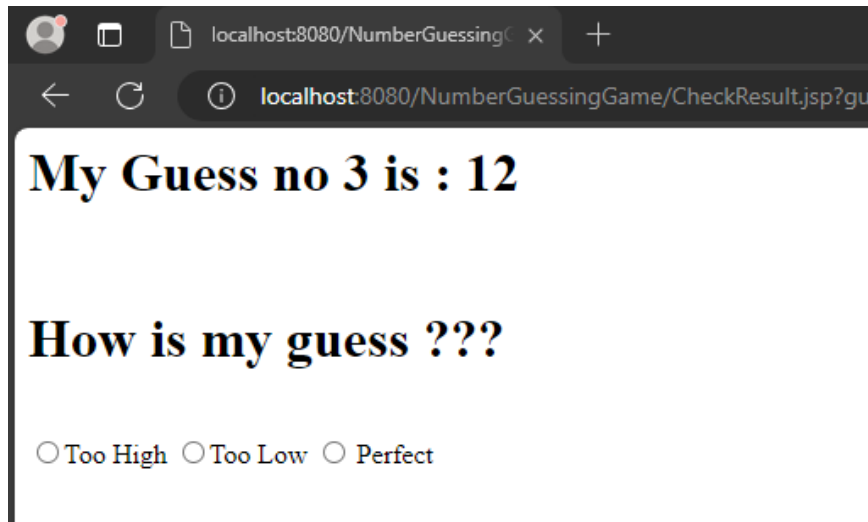 localhost:8080/NumberGuessing
localhost:8080/NumberGuessingGame/CheckResult.jsp?gu
My Guess no 3 is : 12
How is my guess ???
Too High Too Low Perfect